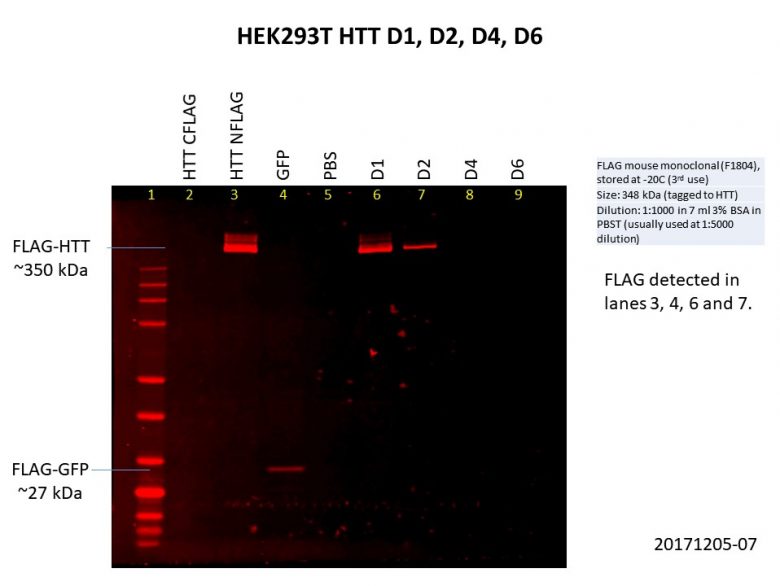 HEK293T HTT D1, D2, D4, D6
HTT CFLAG
HTT NFLAG
GFP
PBS
D1
D2
D4
D6
1 2 3 4 5 6 7 8 9
FLAG-HTT
~350 kDa
FLAG-GFP
~27 kDa
FLAG mouse monoclonal (F1804),
stored at -20C (3rd use)
Size: 348 kDa (tagged to HTT)
Dilution: 1:1000 in 7 ml 3% BSA in
PBST (usually used at 1:5000
dilution)
FLAG detected in
lanes 3, 4, 6 and 7.
20171205-07